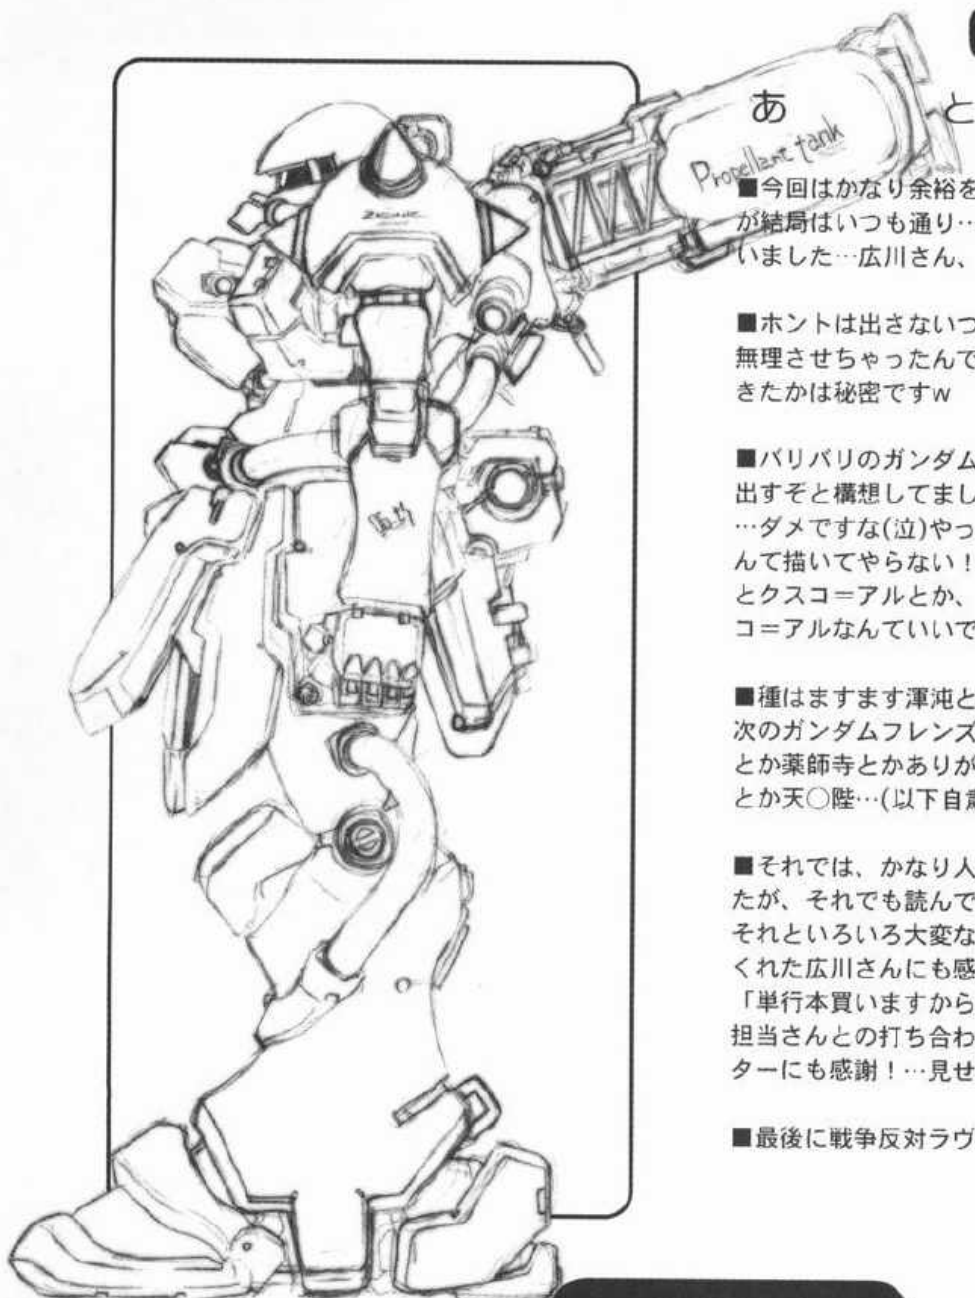 あと
Propellant tank
■今回はかなり余裕を
が結局はいつも通り…
いました…広川さん、
■ホントは出さないつ
無理させちゃったんで
きたかは秘密ですw
■バリバリのガンダム
出すぞと構想してまし
…ダメですな(泣)やっ
んて描いてやらない！
とクスコ＝アルとか、
コ＝アルなんていいで
■種はますます渾沌と
次のガンダムフレンズ
とか薬師寺とかありが
とか天○陛…(以下自粛
■それでは、かなり人
たが、それでも読んで
それといろいろ大変な
くれた広川さんにも感
「単行本買いますから
担当さんとの打ち合わ
ターにも感謝！…見せ
■最後に戦争反対ラヴ